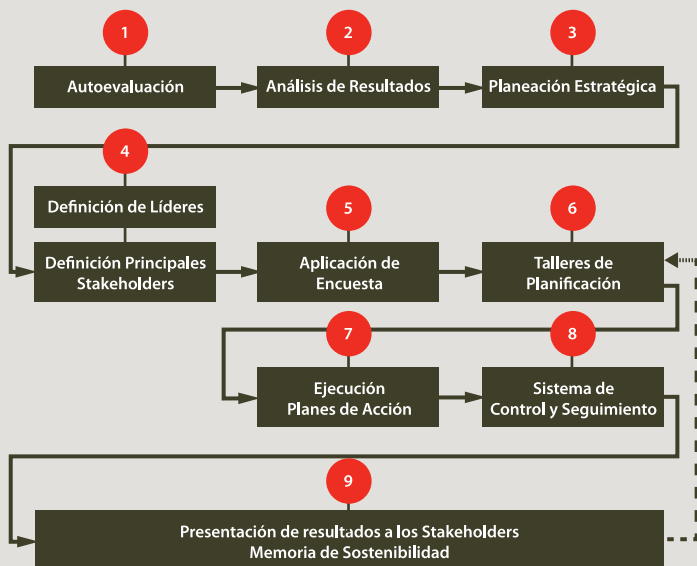 1
Autoevaluación
2
Análisis de Resultados
3
Planeación Estratégica
4
Definición de Líderes
Definición Principales
Stakeholders
5
Aplicación de
Encuesta
6
Talleres de
Planificación
7
Ejecución
Planes de Acción
8
Sistema de
Control y Seguimiento
9
Presentación de resultados a los Stakeholders
Memoria de Sostenibilidad